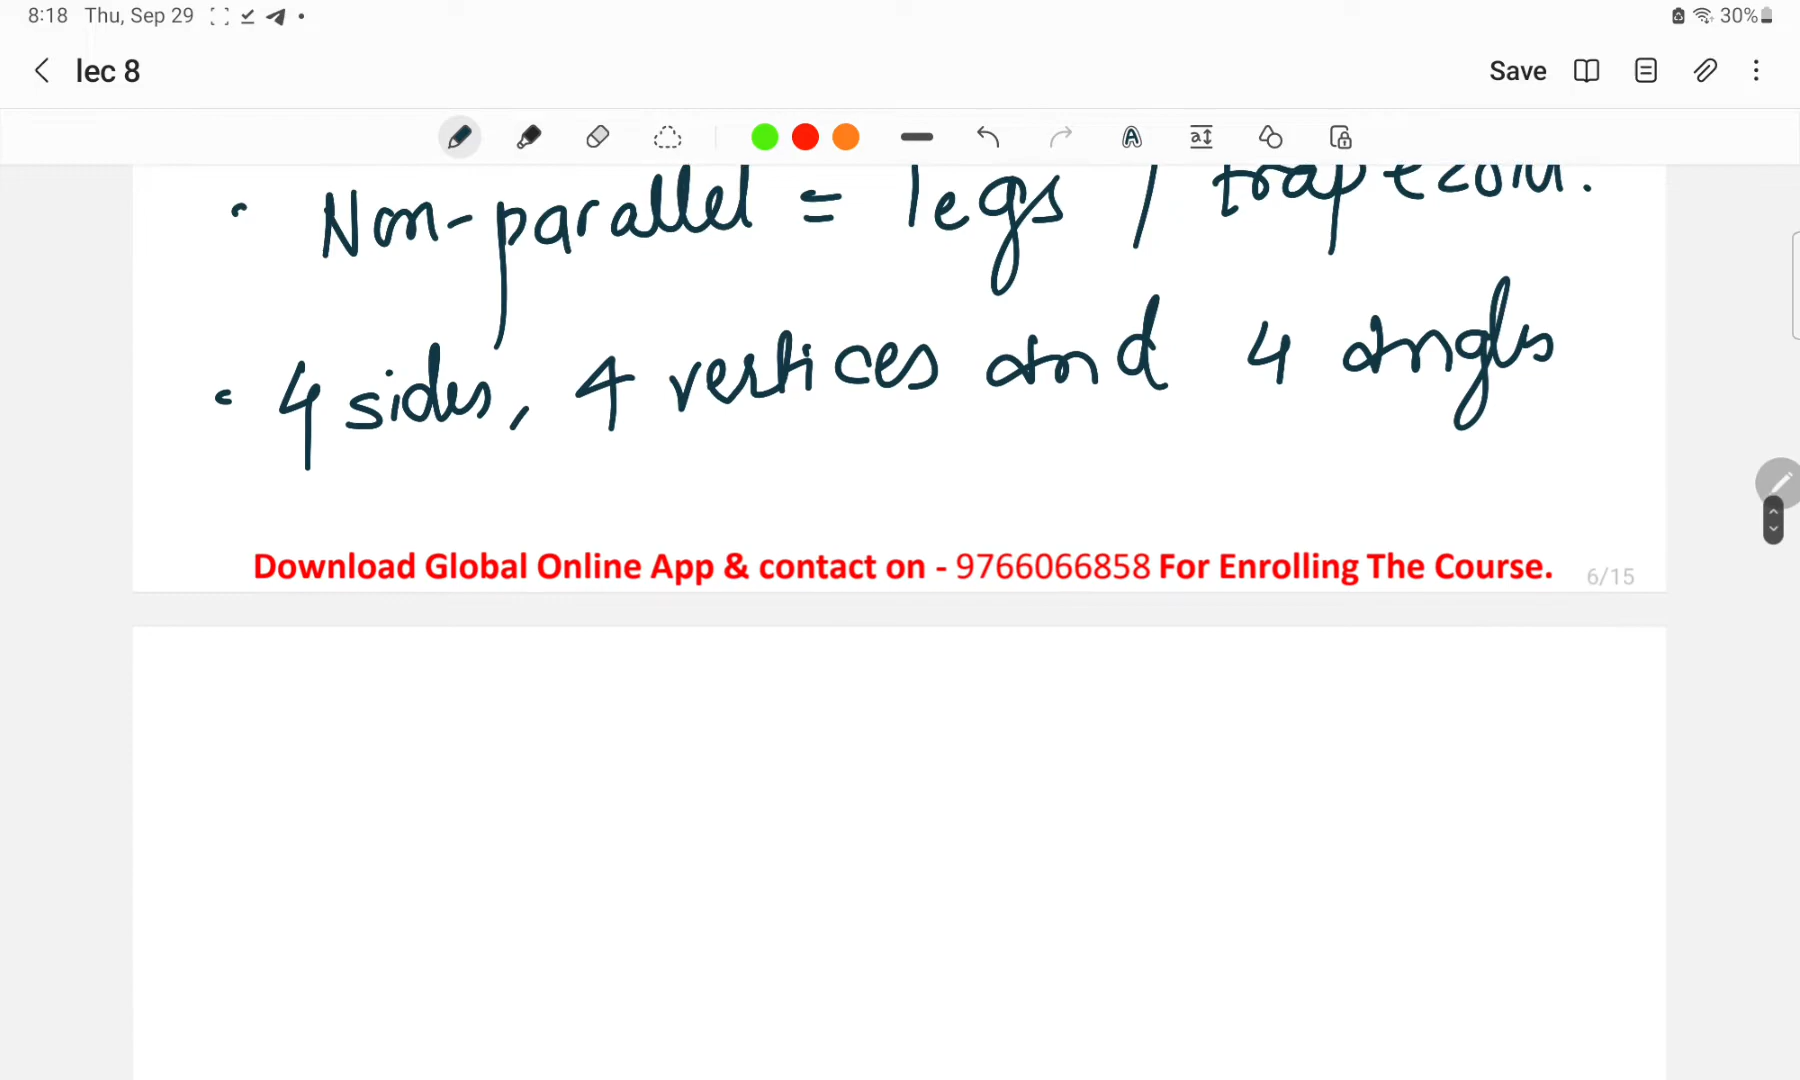 8:18 Thu, Sep 29 30%
lec 8 Save
a
Non-parallel = legs / trapezoid.
4 sides, 4 vertices and 4 angles
Download Global Online App & contact on - 9766066858 For Enrolling The Course. 6/15